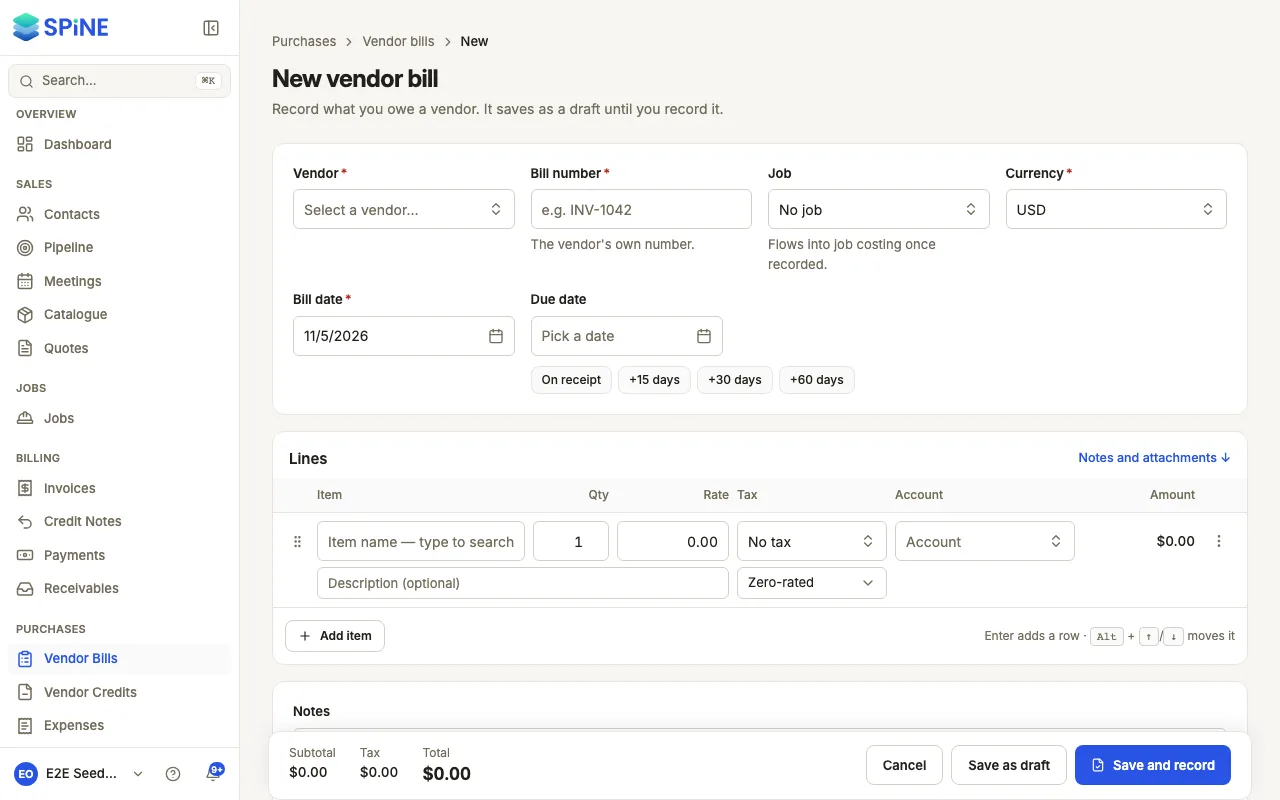 SPiNE
Search...
⌘K
OVERVIEW
Dashboard
SALES
Contacts
Pipeline
Meetings
Catalogue
Quotes
JOBS
Jobs
BILLING
Invoices
Credit Notes
Payments
Receivables
PURCHASES
Vendor Bills
Vendor Credits
Expenses
EO
E2E Seed...
9+
Purchases > Vendor bills > New
New vendor bill
Record what you owe a vendor. It saves as a draft until you record it.
Vendor*
Bill number*
Job
Currency*
Select a vendor...
e.g. INV-1042
No job
USD
The vendor's own number.
Flows into job costing once
recorded.
Bill date*
Due date
11/5/2026
Pick a date
On receipt
+15 days
+30 days
+60 days
Lines
Notes and attachments ↓
Item
Qty
Rate
Tax
Account
Amount
Item name — type to search
1
0.00
No tax
Account
$0.00
Description (optional)
Zero-rated
+ Add item
Enter adds a row · Alt + ↑/↓ moves it
Notes
Subtotal
Tax
Total
$0.00
$0.00
$0.00
Cancel
Save as draft
Save and record